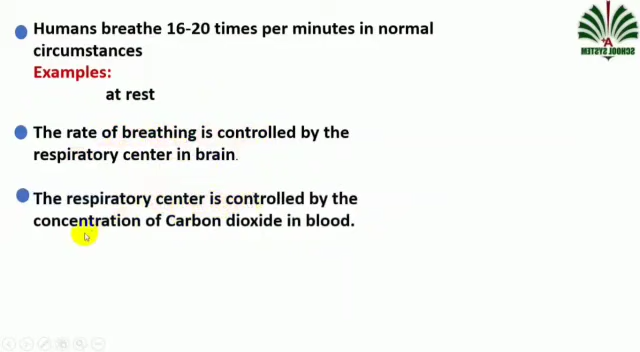 Humans breathe 16-20 times per minutes in normal
circumstances
Examples:
at rest
The rate of breathing is controlled by the
respiratory center in brain.
The respiratory center is controlled by the
concentration of Carbon dioxide in blood.
A+
SCHOOL SYSTEM